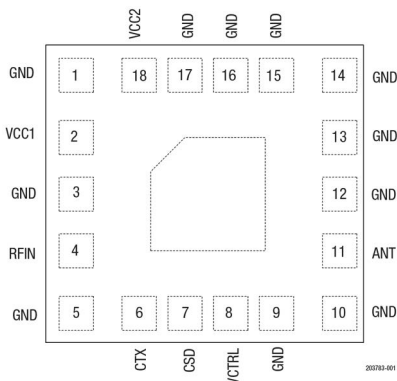 VCC2 GND GND GND
GND 1 18 17 16 15 14 GND
VCC1 2 13 GND
GND 3 12 GND
RFIN 4 11 ANT
GND 5 6 7 8 9 10 GND
CTX CSD VCTRL GND
203783-001